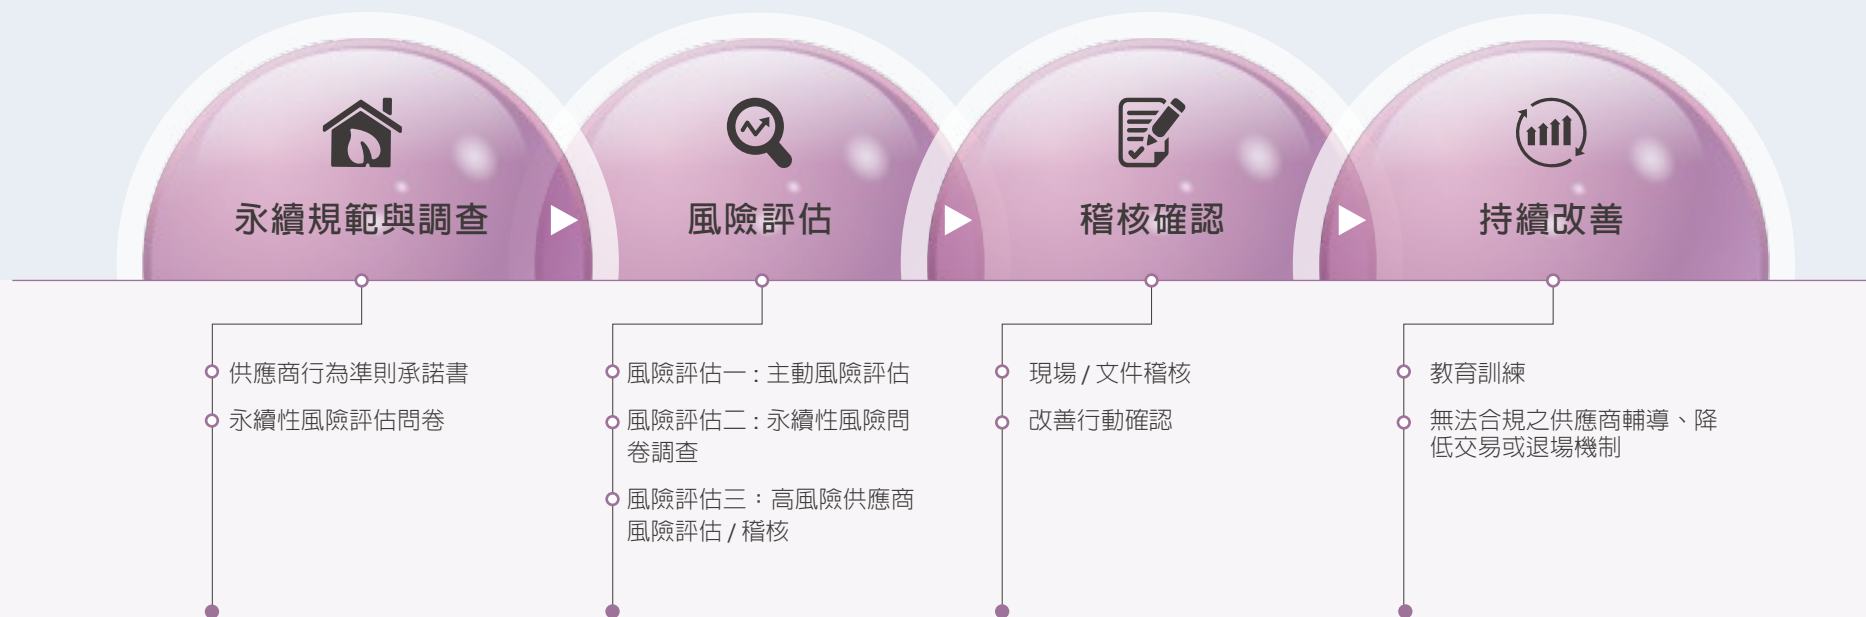 永續規範與調查
風險評估
稽核確認
持續改善
供應商行為準則承諾書
永續性風險評估問卷
風險評估一 : 主動風險評估
風險評估二 : 永續性風險問
卷調查
風險評估三：高風險供應商
風險評估 / 稽核
現場 / 文件稽核
改善行動確認
教育訓練
無法合規之供應商輔導、降
低交易或退場機制